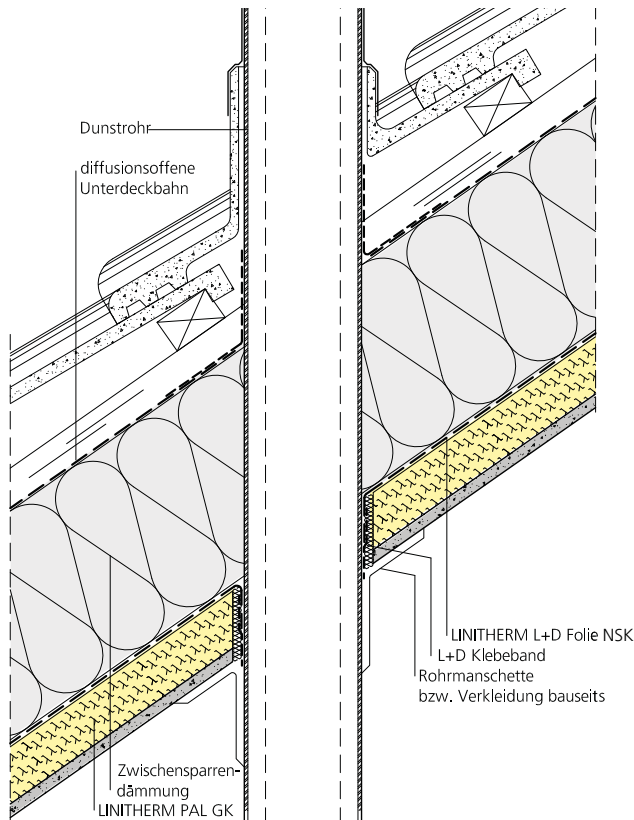 Dunstrohr
diffusionsoffene
Unterdeckbahn
LINITHERM L+D Folie NSK
L+D Klebeband
Rohrmanschette
bzw. Verkleidung bauseits
Zwischensparren-
dämmung
LINITHERM PAL GK